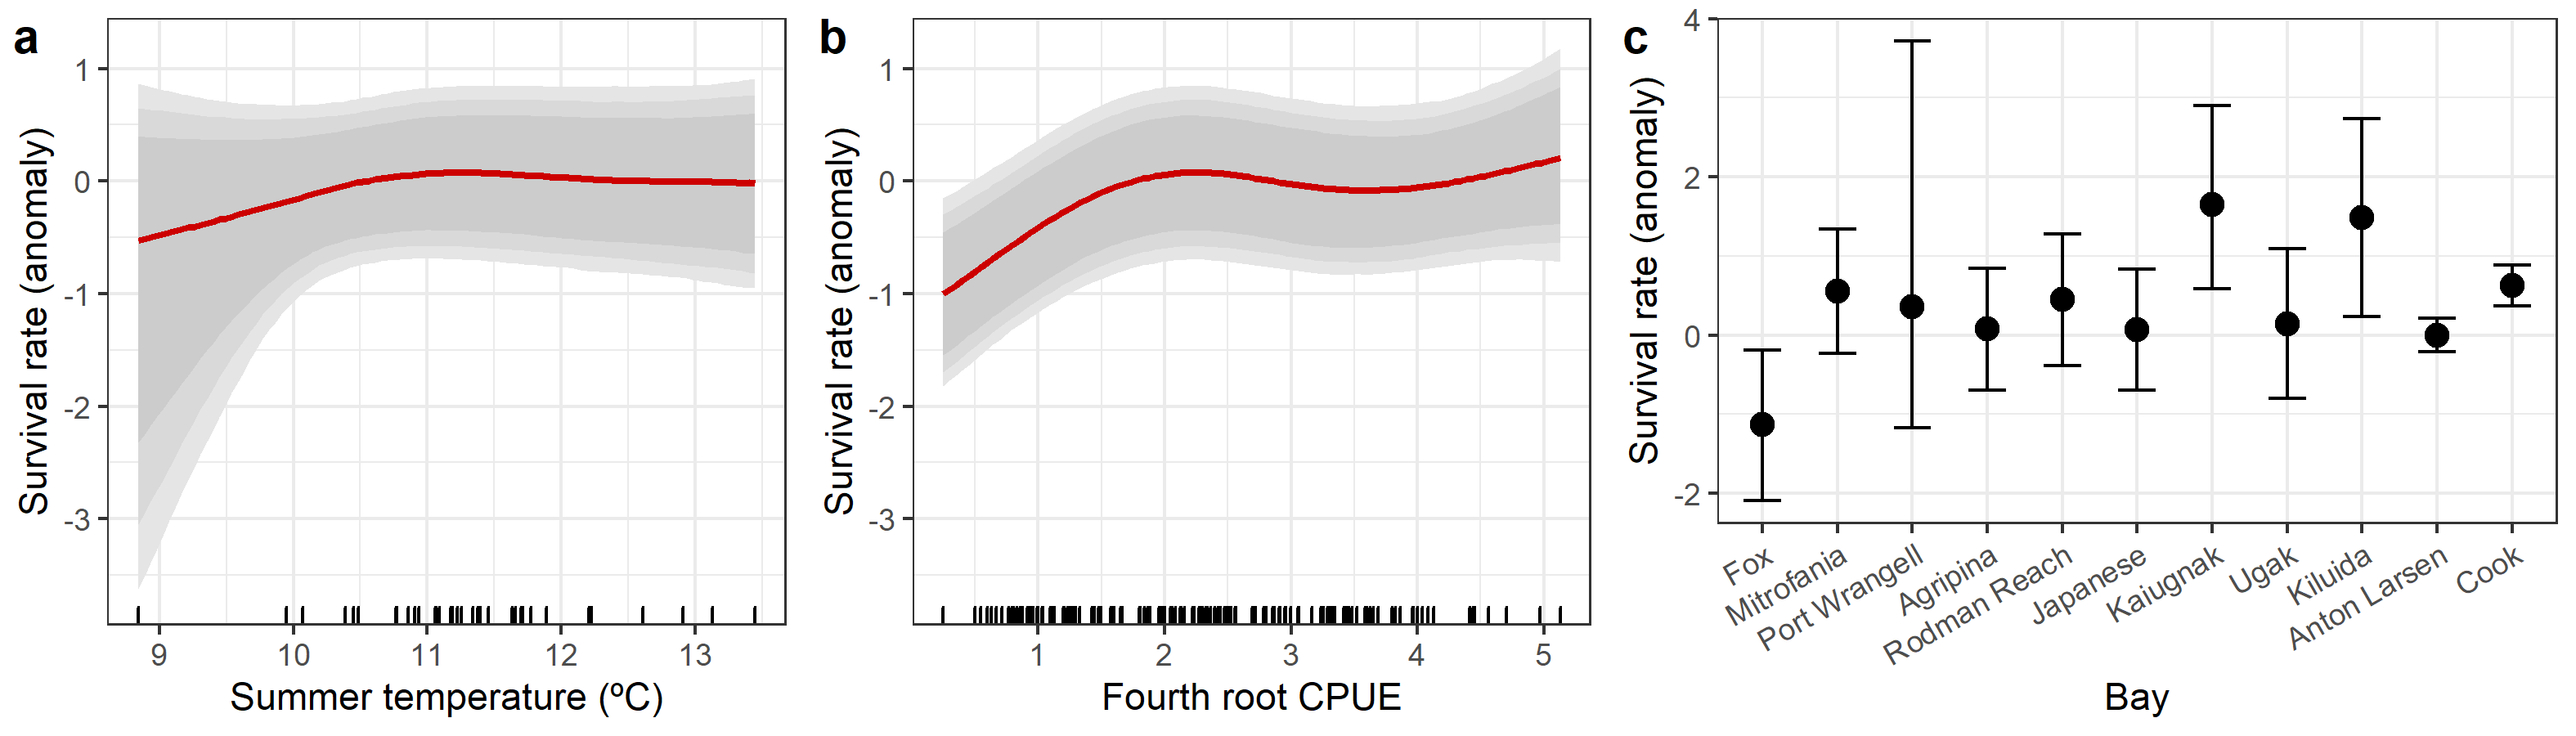 a
Survival rate (anomaly)
1
0
-1
-2
-3
9 10 11 12 13
Summer temperature (ºC)
b
Survival rate (anomaly)
1
0
-1
-2
-3
1 2 3 4 5
Fourth root CPUE
c
Survival rate (anomaly)
4
2
0
-2
Fox
Mitrofania
Port Wrangell
Agripina
Rodman Reach
Japanese
Kaiugnak
Ugak
Kiluida
Anton Larsen
Cook
Bay